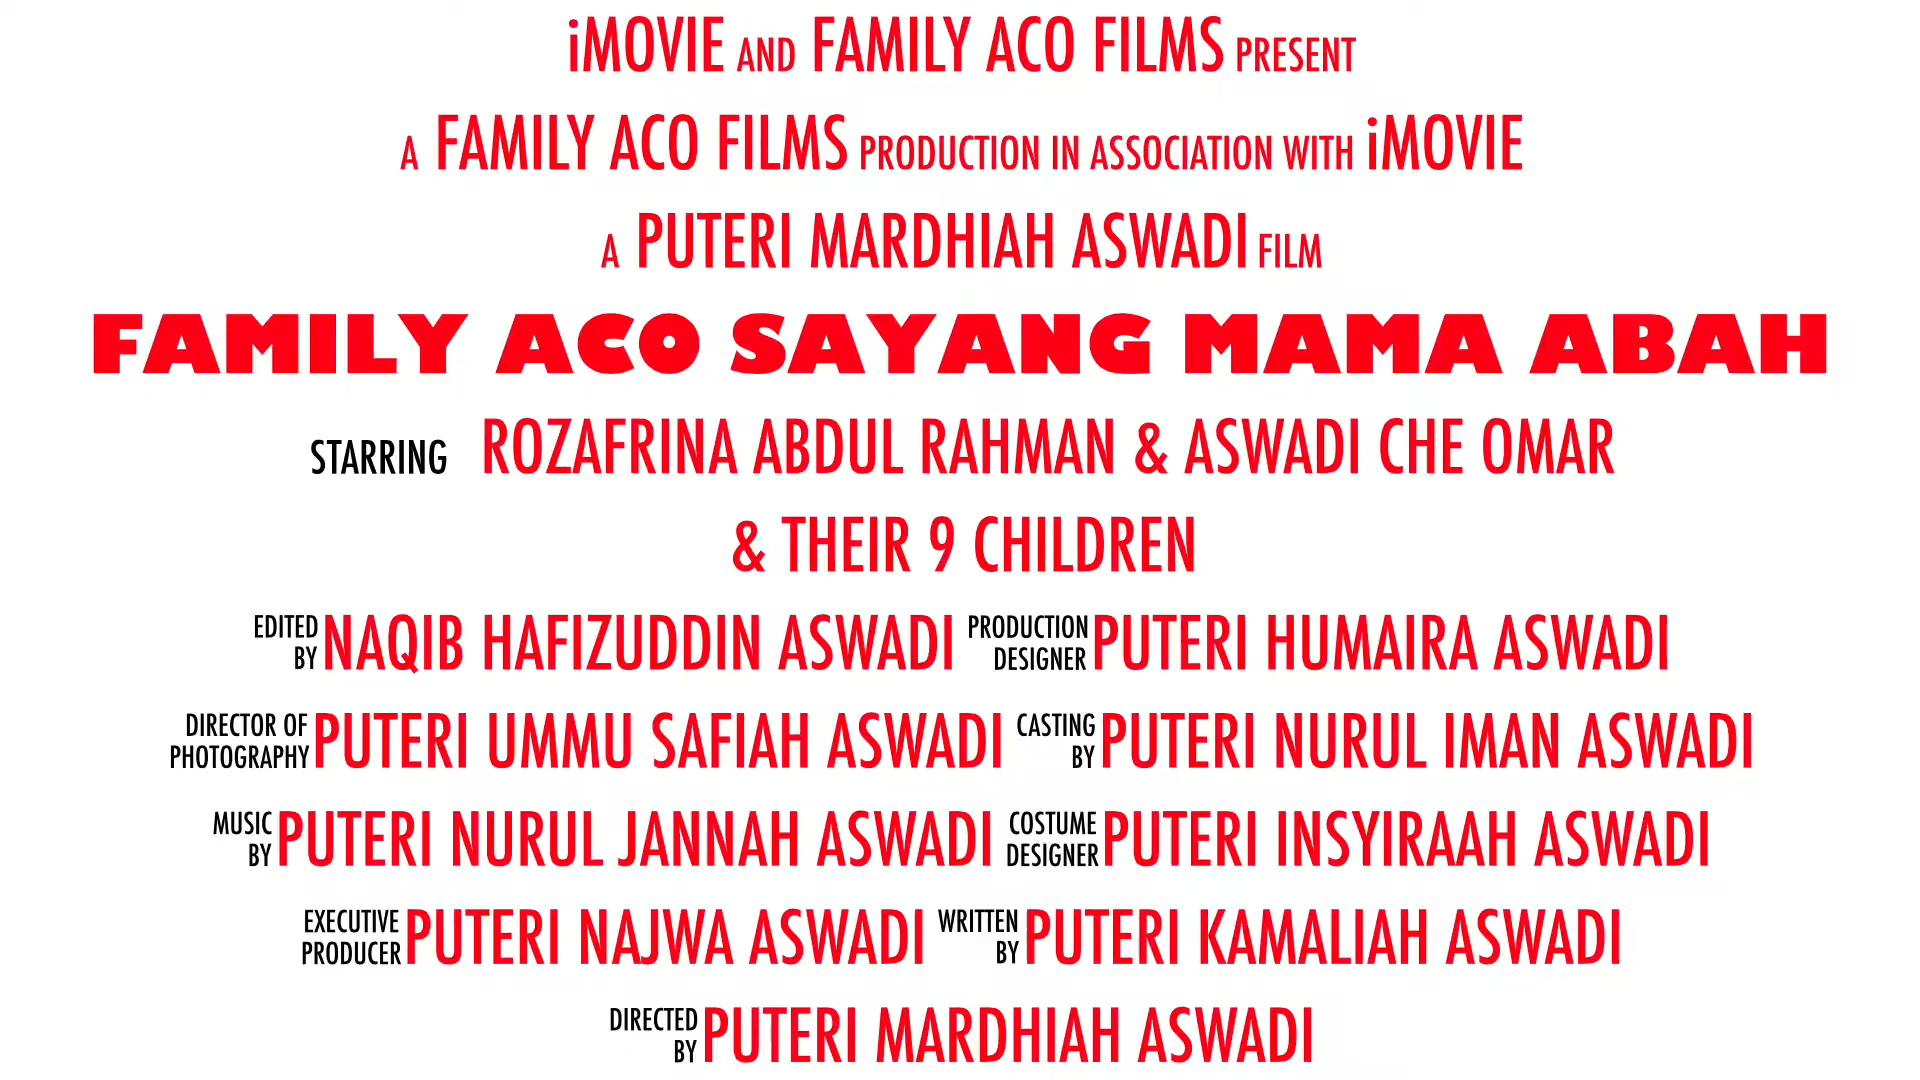 iMOVIE AND FAMILY ACO FILMS PRESENT
A FAMILY ACO FILMS PRODUCTION IN ASSOCIATION WITH iMOVIE
A PUTERI MARDHIAH ASWADI FILM
FAMILY ACO SAYANG MAMA ABAH
STARRING ROZAFRINA ABDUL RAHMAN & ASWADI CHE OMAR
& THEIR 9 CHILDREN
EDITED BY NAQIB HAFIZUDDIN ASWADI PRODUCTION DESIGNER PUTERI HUMAIRA ASWADI
DIRECTOR OF PHOTOGRAPHY PUTERI UMMU SAFIAH ASWADI CASTING BY PUTERI NURUL IMAN ASWADI
MUSIC BY PUTERI NURUL JANNAH ASWADI COSTUME DESIGNER PUTERI INSYIRAAH ASWADI
EXECUTIVE PRODUCER PUTERI NAJWA ASWADI WRITTEN BY PUTERI KAMALIAH ASWADI
DIRECTED BY PUTERI MARDHIAH ASWADI